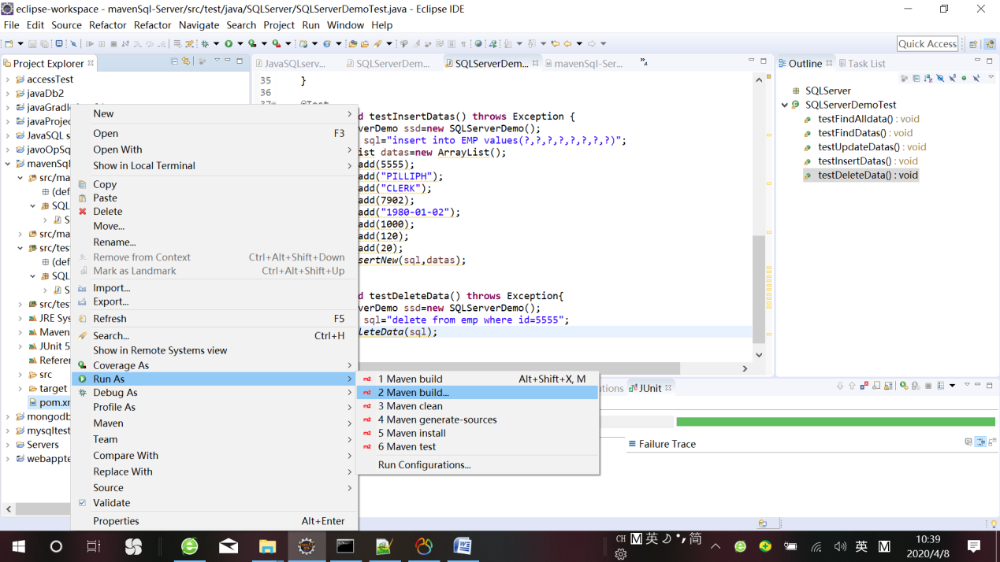 eclipse-workspace - mavenSql-Server/src/test/java/SQLServer/SQLServerDemoTest.java - Eclipse IDE
File Edit Source Refactor Refactor Navigate Search Project Run Window Help
Quick Access
Project Explorer
accessTest
javaDb2
javaGradle
javaProjec
JavaSQL s
javoOpSq
mavenSql
src/ma
(def
SQL
S
src/ma
src/tes
(def
SQL
S
src/tes
JRE Sys
Maven
JUnit 5
Referen
src
target
pom.xm
mongodb
mysqltest
Servers
webappte
New
Open F3
Open With
Show in Local Terminal
Copy
Paste
Delete
Move...
Rename...
Remove from Context Ctrl+Alt+Shift+Down
Mark as Landmark Ctrl+Alt+Shift+Up
Import...
Export...
Refresh F5
Search... Ctrl+H
Show in Remote Systems view
Coverage As
Run As
Debug As
Profile As
Maven
Team
Compare With
Replace With
Source
Validate
Properties Alt+Enter
1 Maven build Alt+Shift+X, M
2 Maven build...
3 Maven clean
4 Maven generate-sources
5 Maven install
6 Maven test
Run Configurations...
JavaSQLserv... SQLServerDem... SQLServerDem... mavenSql-Ser... »4
35 }
36
37 @Test
d testInsertDatas() throws Exception {
verDemo ssd=new SQLServerDemo();
sql="insert into EMP values(?,?,?,?,?,?,?,?)";
ist datas=new ArrayList();
add(5555);
add("PILLIPH");
add("CLERK");
add(7902);
add("1980-01-02");
add(1000);
add(120);
add(20);
sertNew(sql,datas);
d testDeleteData() throws Exception{
verDemo ssd=new SQLServerDemo();
sql="delete from emp where id=5555";
leteData(sql);
Outline Task List
SQLServer
SQLServerDemoTest
testFindAlldata() : void
testFindDatas() : void
testUpdateDatas() : void
testInsertDatas() : void
testDeleteData() : void
utions JUnit
Failure Trace
CH M 英 简
英 M
10:39
2020/4/8